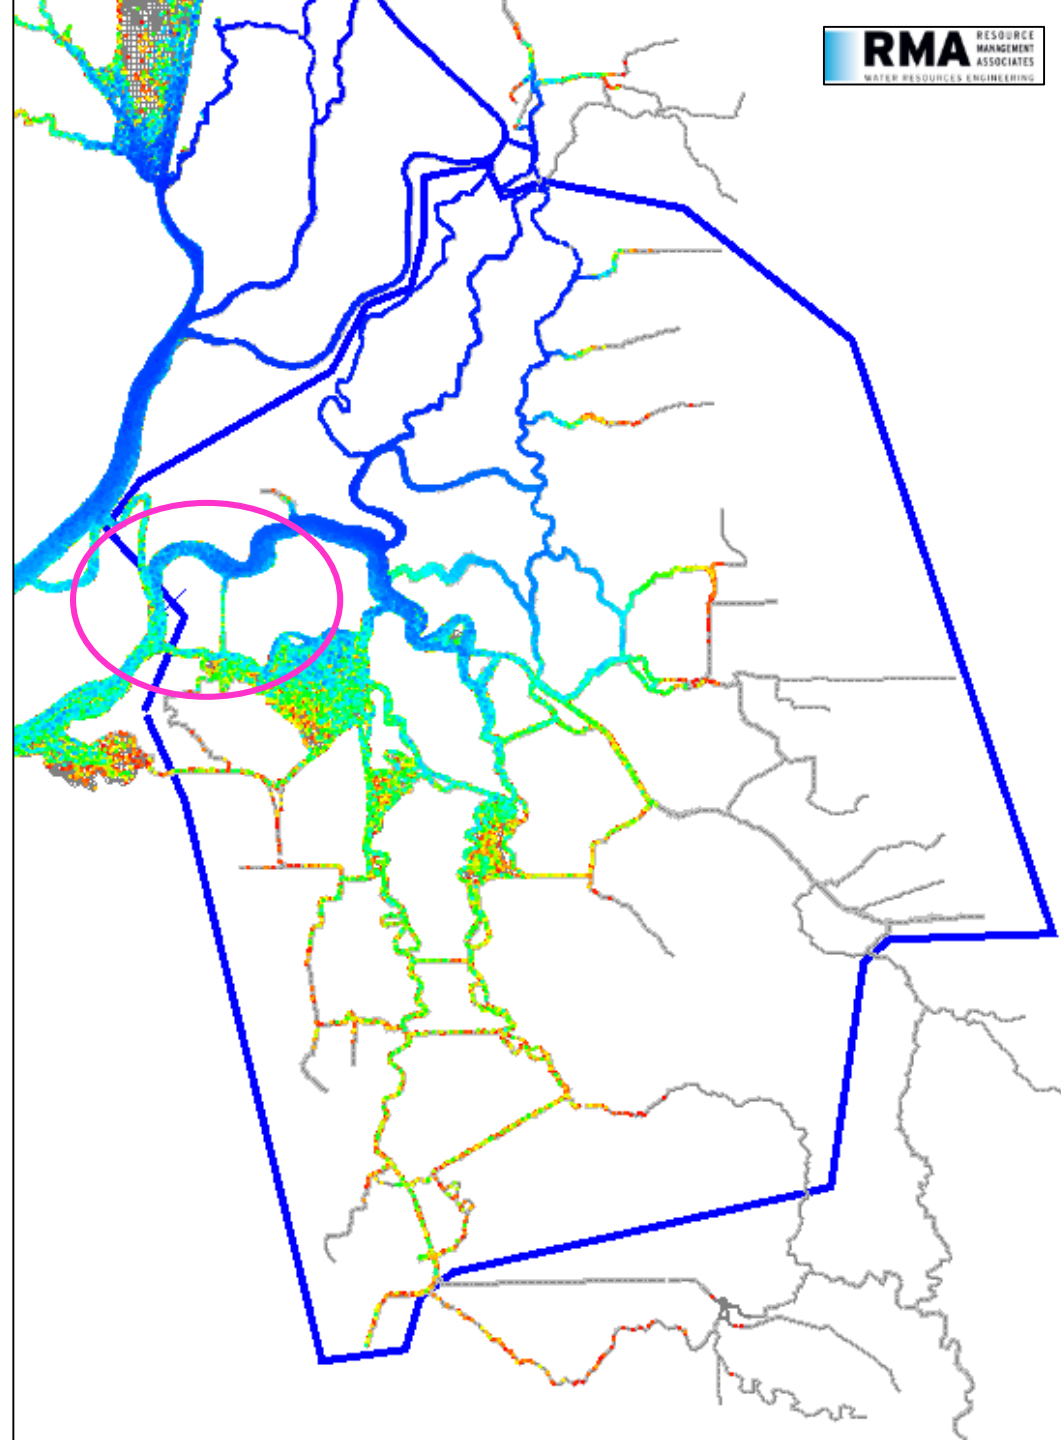 RMA
RESOURCE
MANAGEMENT
ASSOCIATES
WATER RESOURCES ENGINEERING